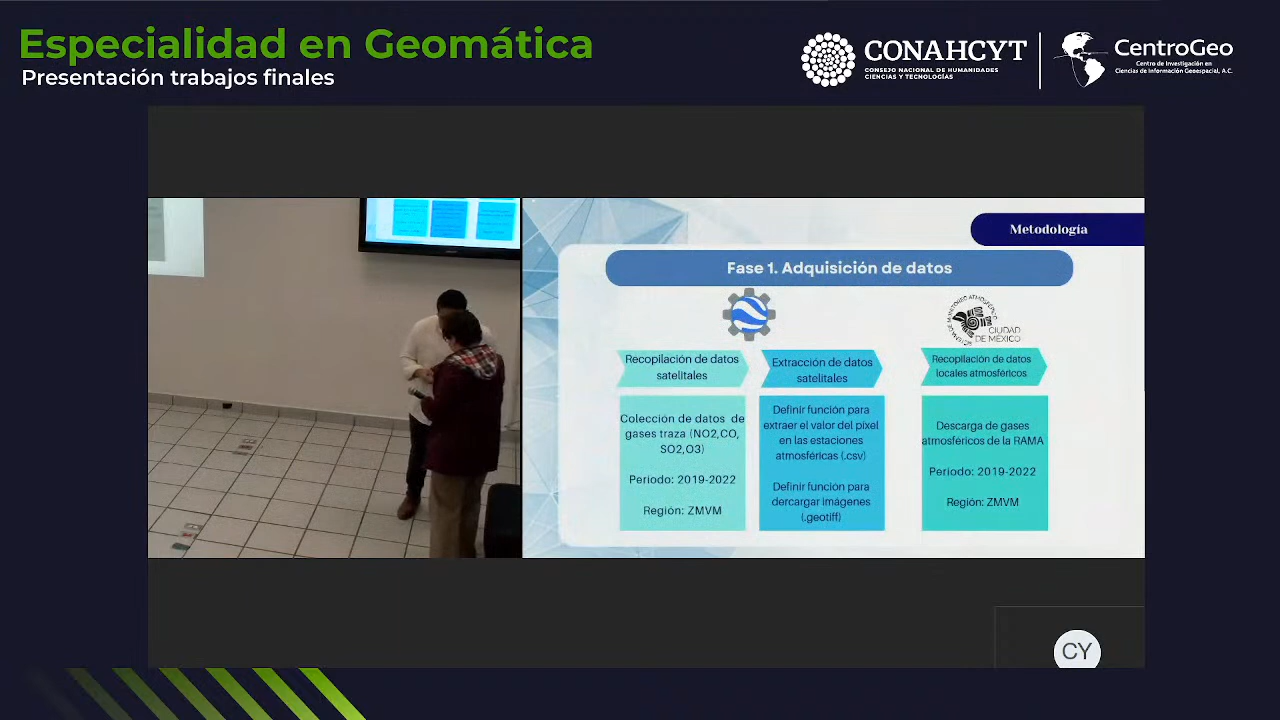 Especialidad en Geomática
Presentación trabajos finales
CONAHCYT
CONSEJO NACIONAL DE HUMANIDADES
CIENCIAS Y TECNOLOGÍAS
CentroGeo
Centro de Investigación en
Ciencias de Información Geoespacial, A.C.
Metodología
Fase 1. Adquisición de datos
CIUDAD
DE MÉXICO
Recopilación de datos
satelitales
Colección de datos de
gases traza (NO2,CO,
SO2,O3)
Periodo: 2019-2022
Región: ZMVM
Extracción de datos
satelitales
Definir función para
extraer el valor del píxel
en las estaciones
atmosféricas (.csv)
Definir función para
dercargar imágenes
(.geotiff)
Recopilación de datos
locales atmosféricos
Descarga de gases
atmosféricos de la RAMA
Periodo: 2019-2022
Región: ZMVM
CY